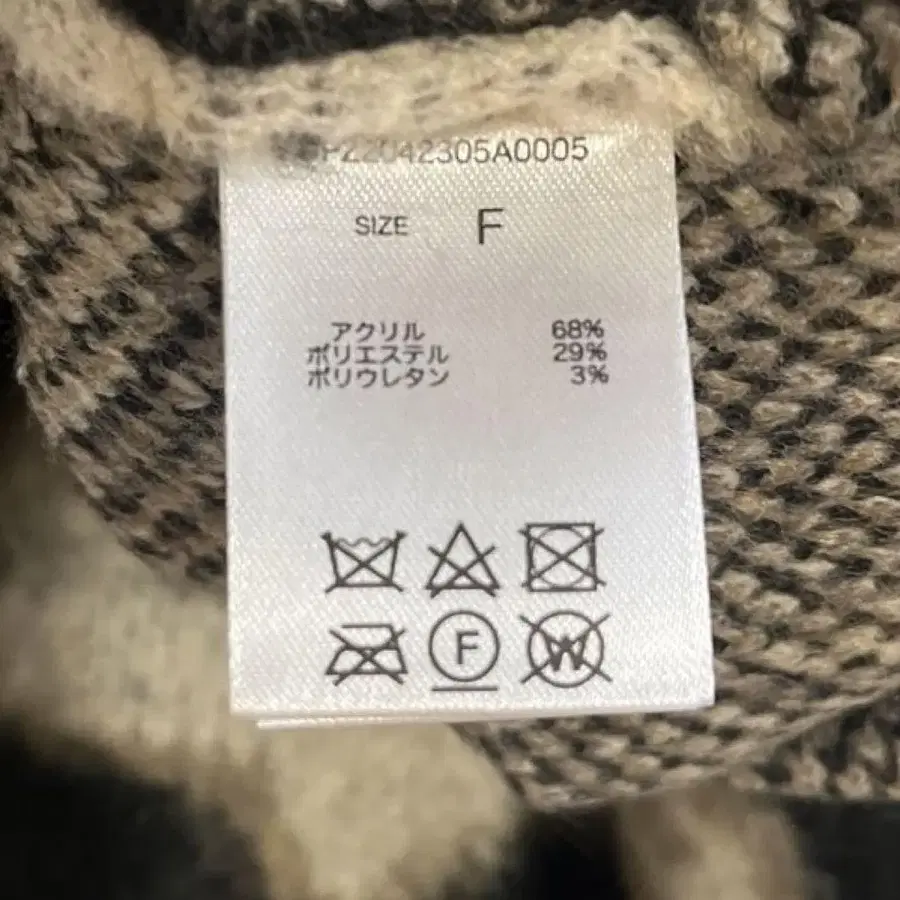 PZ2042305A0005
SIZE F
アクリル 68%
ポリエステル 29%
ポリウレタン 3%
F
W